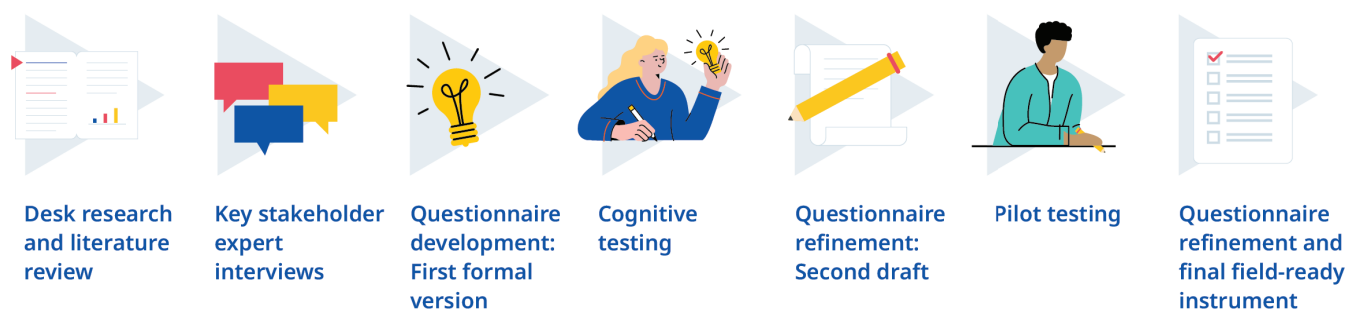 Desk research
and literature
review
Key stakeholder
expert
interviews
Questionnaire
development:
First formal
version
Cognitive
testing
Questionnaire
refinement:
Second draft
Pilot testing
Questionnaire
refinement and
final field-ready
instrument